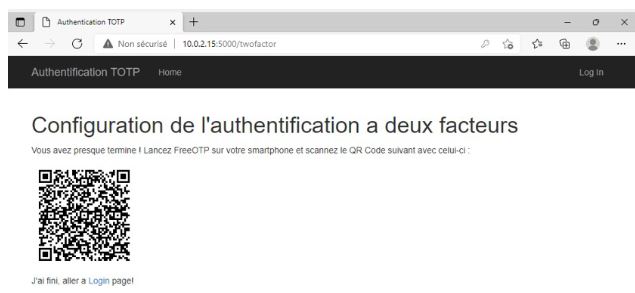 Authentification TOTP
Non sécurisé | 10.0.2.15:5000/twofactor
Authentification TOTP Home Log In
Configuration de l'authentification a deux facteurs
Vous avez presque termine ! Lancez FreeOTP sur votre smartphone et scannez le QR Code suivant avec celui-ci :
J'ai fini, aller a Login page!